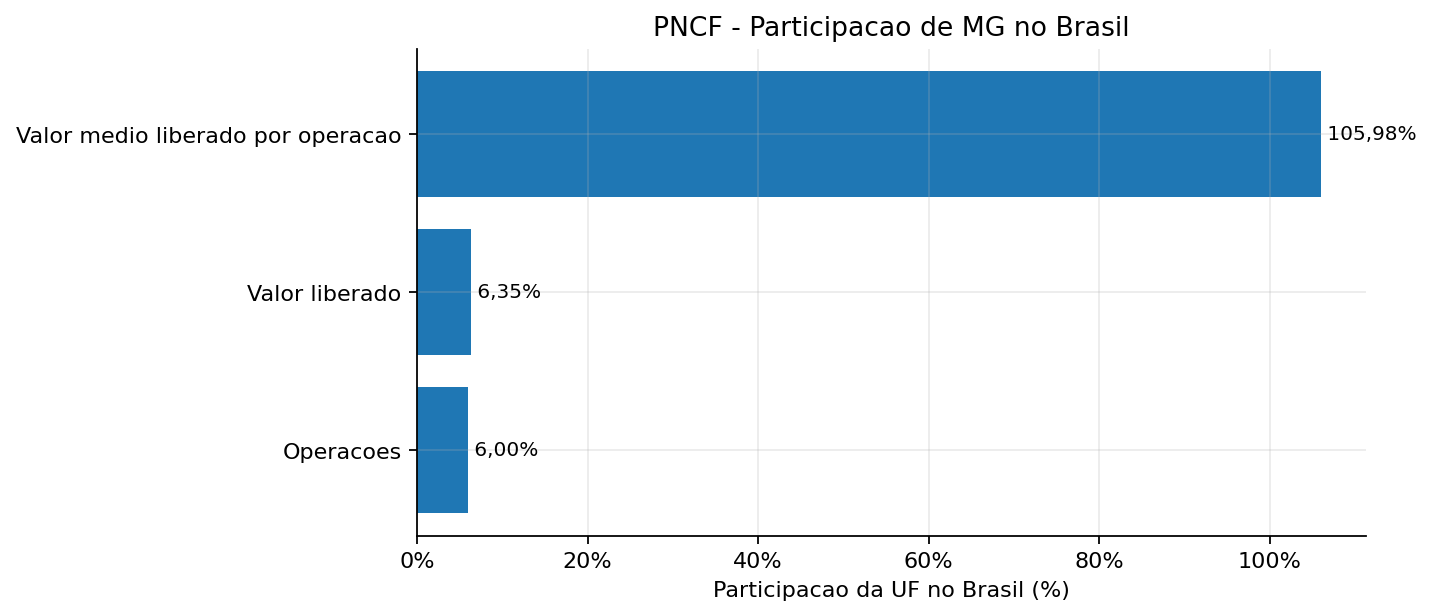 PNCF - Participacao de MG no Brasil
Valor medio liberado por operacao
105,98%
Valor liberado
6,35%
Operacoes
6,00%
0%
20%
40%
60%
80%
100%
Participacao da UF no Brasil (%)